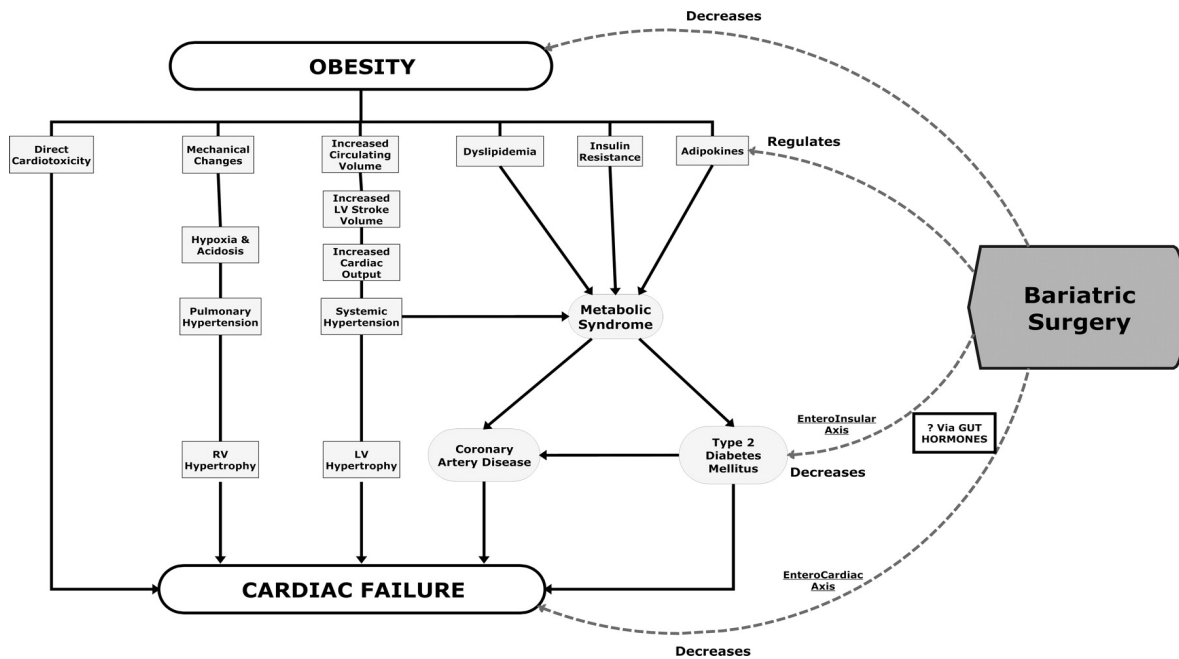 Decreases
OBESITY
Direct
Cardiotoxicity
Mechanical
Changes
Increased
Circulating
Volume
Dyslipidemia
Insulin
Resistance
Adipokines
Regulates
Increased
LV Stroke
Volume
Hypoxia &
Acidosis
Increased
Cardiac
Output
Pulmonary
Hypertension
Systemic
Hypertension
Metabolic
Syndrome
Bariatric
Surgery
EnteroInsular
Axis
? Via GUT
HORMONES
RV
Hypertrophy
LV
Hypertrophy
Coronary
Artery Disease
Type 2
Diabetes
Mellitus
Decreases
CARDIAC FAILURE
EnteroCardiac
Axis
Decreases